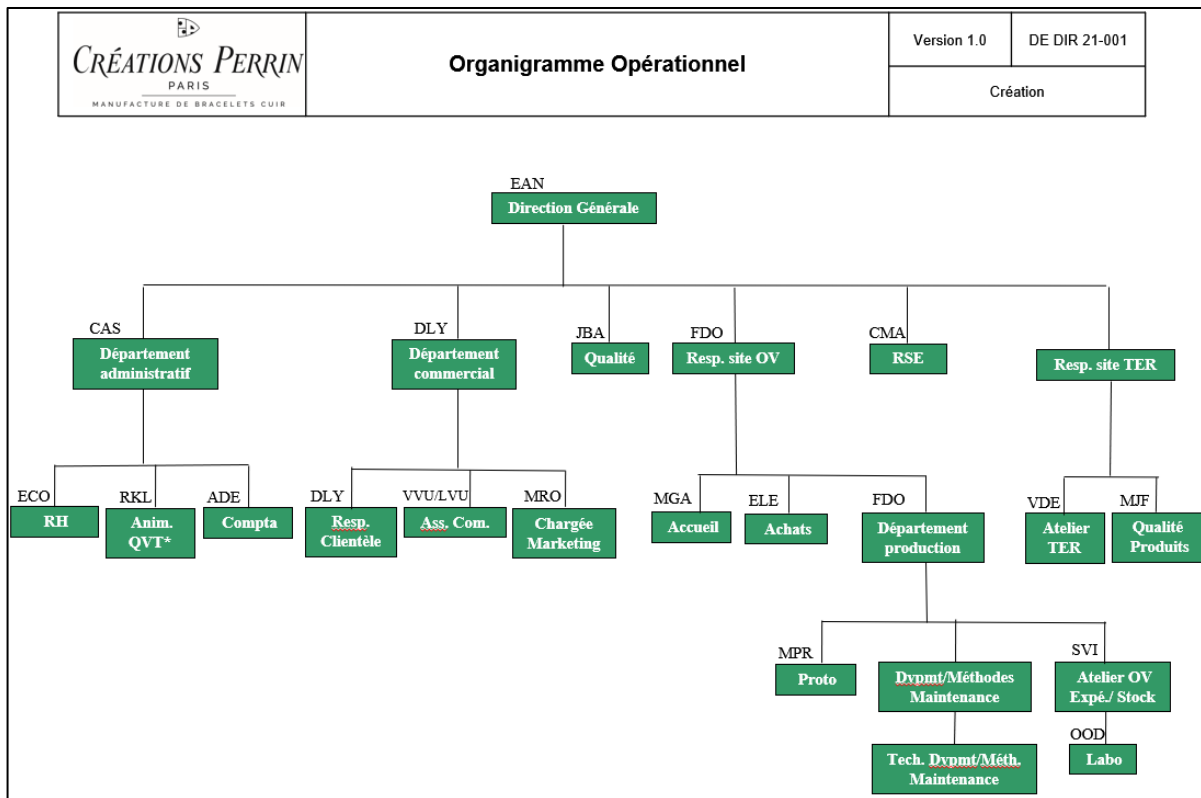 CRÉATIONS PERRIN
PARIS
MANUFACTURE DE BRACELETS CUIR
Organigramme Opérationnel
Version 1.0
DE DIR 21-001
Création
EAN
Direction Générale
CAS
Département
administratif
DLY
Département
commercial
JBA
Qualité
FDO
Resp. site OV
CMA
RSE
Resp. site TER
ECO
RH
RKL
Anim.
QVT*
ADE
Compta
DLY
Resp.
Clientèle
VVU/LVU
Ass. Com.
MRO
Chargée
Marketing
MGA
Accueil
ELE
Achats
FDO
Département
production
VDE
Atelier
TER
MJF
Qualité
Produits
MPR
Proto
Dvpmt/Méthodes
Maintenance
SVI
Atelier OV
Expé./ Stock
Tech. Dvpmt/Méth.
Maintenance
OOD
Labo